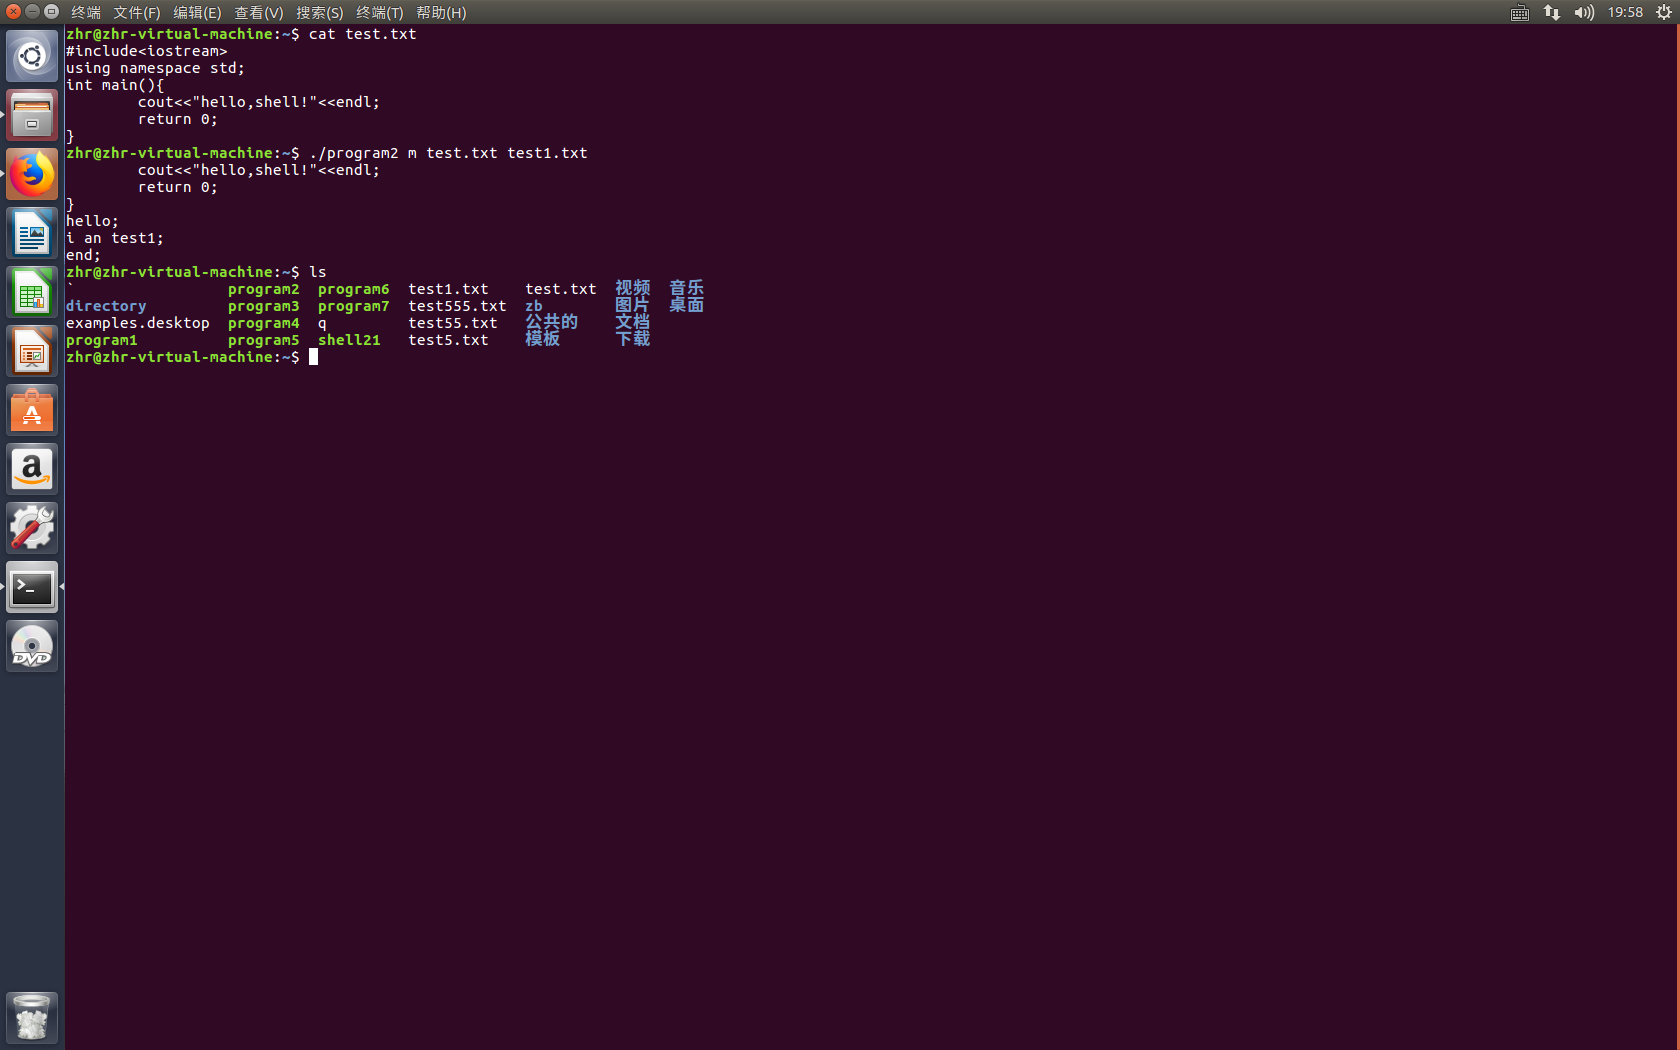 终端 文件(F) 编辑(E) 查看(V) 搜索(S) 终端(T) 帮助(H) 19:58
zhr@zhr-virtual-machine:~$ cat test.txt
#include<iostream>
using namespace std;
int main(){
        cout<<"hello,shell!"<<endl;
        return 0;
}
zhr@zhr-virtual-machine:~$ ./program2 m test.txt test1.txt
        cout<<"hello,shell!"<<endl;
        return 0;
}
hello;
i an test1;
end;
zhr@zhr-virtual-machine:~$ ls
`                 program2  program6  test1.txt    test.txt  视频  音乐
directory         program3  program7  test555.txt  zb        图片  桌面
examples.desktop  program4  q         test55.txt   公共的    文档
program1          program5  shell21   test5.txt    模板      下载
zhr@zhr-virtual-machine:~$
A
a
>_
DVD